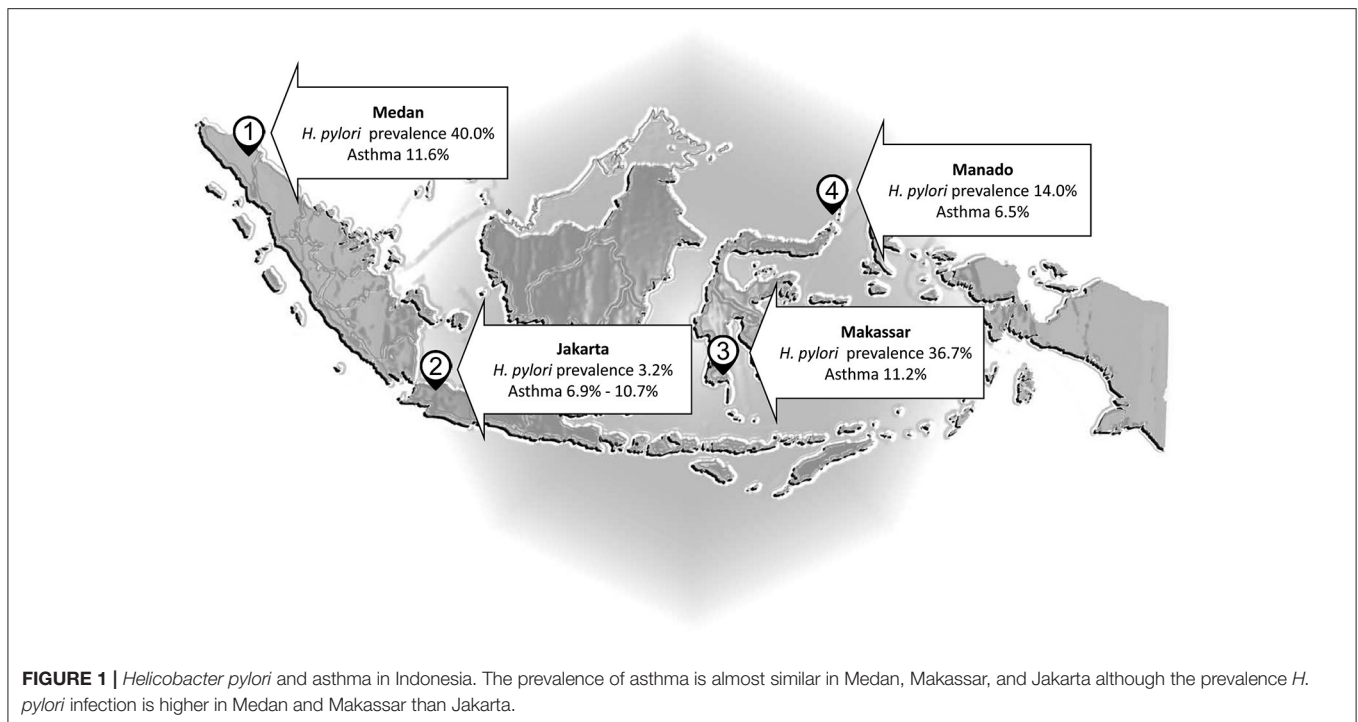 1
Medan
H. pylori prevalence 40.0%
Asthma 11.6%
4
Manado
H. pylori prevalence 14.0%
Asthma 6.5%
2
Jakarta
H. pylori prevalence 3.2%
Asthma 6.9% - 10.7%
3
Makassar
H. pylori prevalence 36.7%
Asthma 11.2%
FIGURE 1 | Helicobacter pylori and asthma in Indonesia. The prevalence of asthma is almost similar in Medan, Makassar, and Jakarta although the prevalence H.
pylori infection is higher in Medan and Makassar than Jakarta.